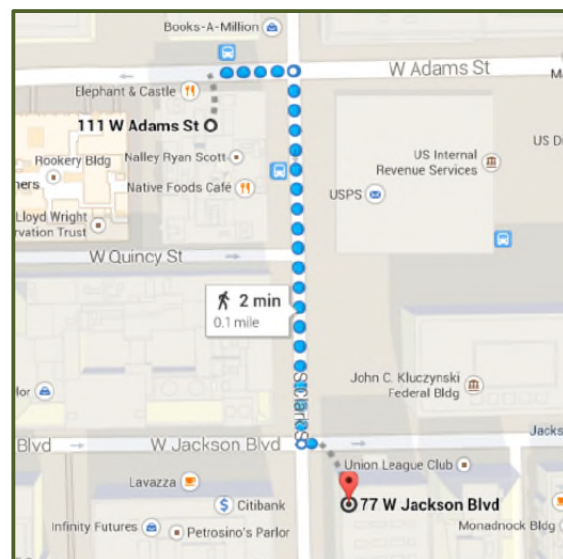 Books-A-Million
W Adams St
Elephant & Castle
111 W Adams St
Nalley Ryan Scott
US Internal
Revenue Services
US D
Rookery Bldg
ners
Native Foods Café
USPS
Lloyd Wright
ervation Trust
W Quincy St
2 min
0.1 mile
S Clark St
John C. Kluczynski
Federal Bldg
lor
Blvd
W Jackson Blvd
Jacks
Union League Club
Lavazza
Citibank
77 W Jackson Blvd
Infinity Futures
Petrosino's Parlor
Monadnock Bldg